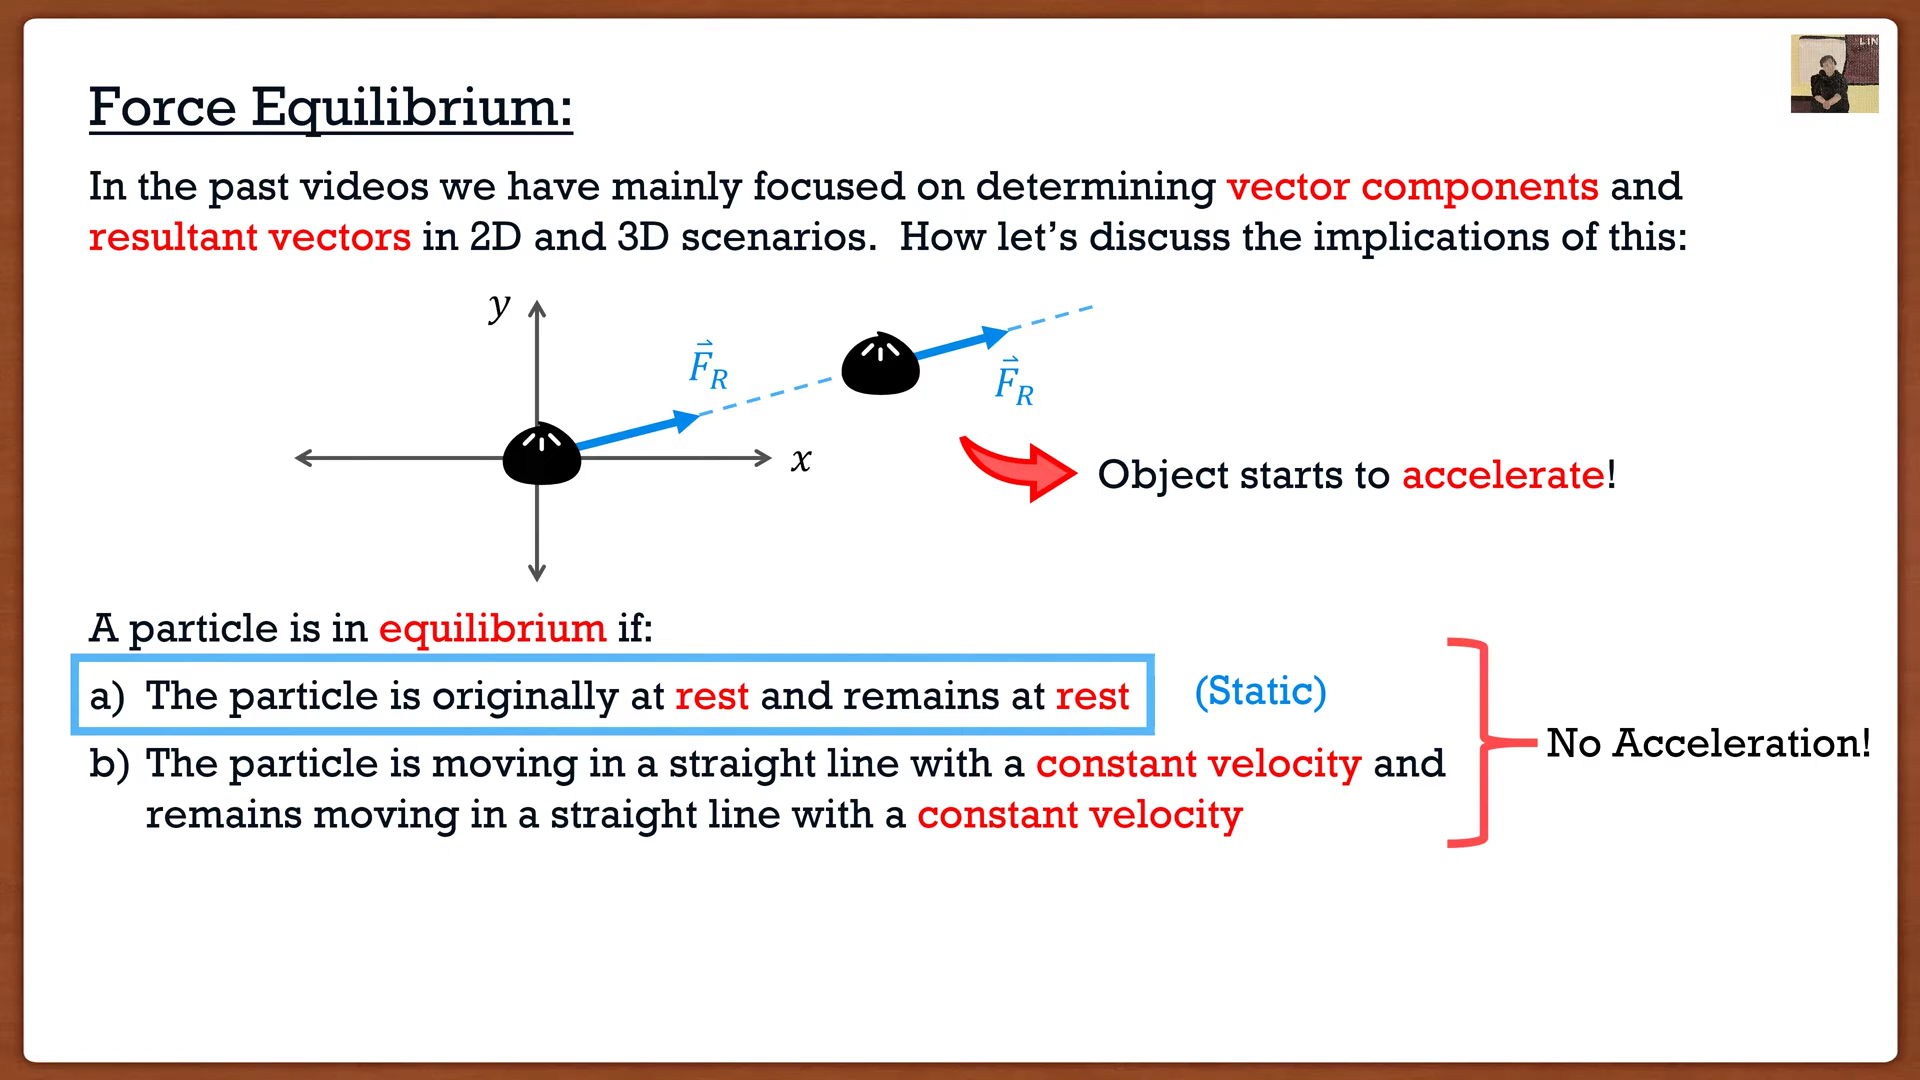 LiN
Force Equilibrium:
In the past videos we have mainly focused on determining vector components and
resultant vectors in 2D and 3D scenarios. How let's discuss the implications of this:
y
F⃗_R
F⃗_R
x
Object starts to accelerate!
A particle is in equilibrium if:
a) The particle is originally at rest and remains at rest
(Static)
b) The particle is moving in a straight line with a constant velocity and
remains moving in a straight line with a constant velocity
No Acceleration!